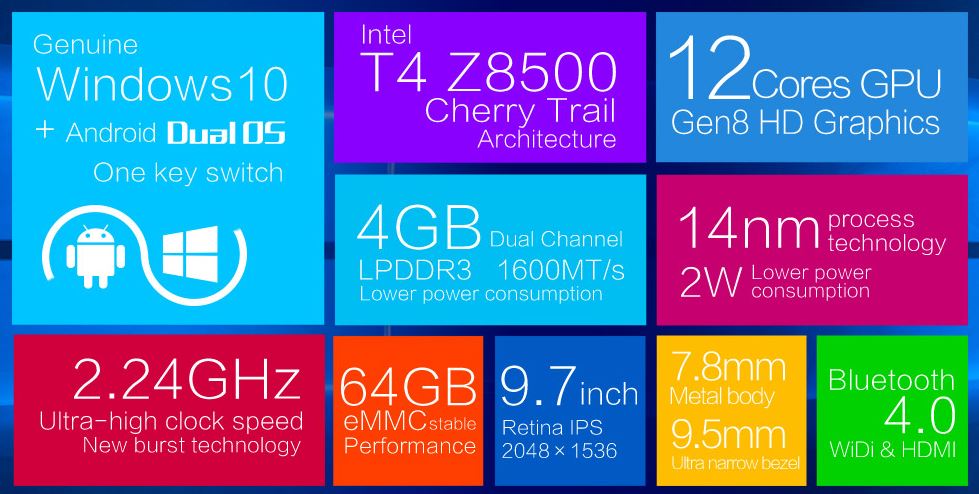 Genuine
Windows10
+ Android Dual OS
One key switch
Intel
T4 Z8500
Cherry Trail
Architecture
12Cores GPU
Gen8 HD Graphics
4GB Dual Channel
LPDDR3 1600MT/s
Lower power consumption
14nm process
technology
2W Lower power
consumption
2.24GHz
Ultra-high clock speed
New burst technology
64GB
eMMC stable
Performance
9.7inch
Retina IPS
2048×1536
7.8mm
Metal body
9.5mm
Ultra narrow bezel
Bluetooth
4.0
WiDi & HDMI